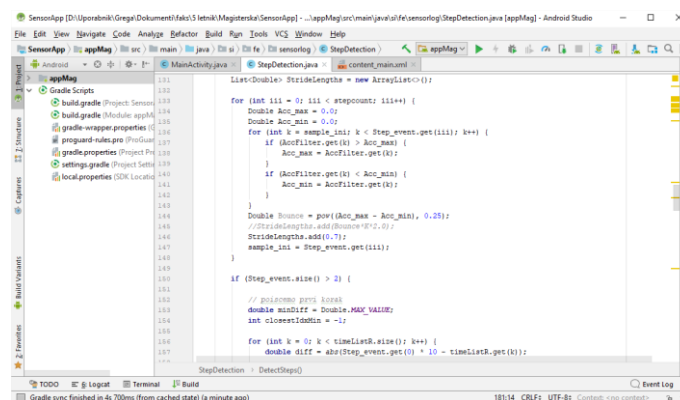 SensorApp [D:\Uporabnik\Grega\Dokumenti\faks\5 letnik\Magisterska\SensorApp] - ...\appMag\src\main\java\si\fe\sensorlog\StepDetection.java [appMag] - Android Studio
File Edit View Navigate Code Analyze Refactor Build Run Tools VCS Window Help
SensorApp appMag src main java si fe sensorlog StepDetection appMag
Android MainActivity.java StepDetection.java content_main.xml
1: Project
appMag
Gradle Scripts
build.gradle (Project: Sensor
build.gradle (Module: appM
gradle-wrapper.properties (
proguard-rules.pro (ProGua
gradle.properties (Project P
settings.gradle (Project Setti
local.properties (SDK Locatio
Z: Structure
Captures
Build Variants
2: Favorites
131 List<Double> StrideLengths = new ArrayList<>();
132
133 for (int iii = 0; iii < stepcount; iii++) {
134 Double Acc_max = 0.0;
135 Double Acc_min = 0.0;
136 for (int k = sample_ini; k < Step_event.get(iii); k++) {
137 if (AccFilter.get(k) > Acc_max) {
138 Acc_max = AccFilter.get(k);
139 }
140 if (AccFilter.get(k) < Acc_min) {
141 Acc_min = AccFilter.get(k);
142 }
143 }
144 Double Bounce = pow((Acc_max - Acc_min), 0.25);
145 //StrideLengths.add(Bounce*K*2.0);
146 StrideLengths.add(0.7);
147 sample_ini = Step_event.get(iii);
148 }
149
150 if (Step_event.size() > 2) {
151
152 // poiscemo prvi korak
153 double minDiff = Double.MAX_VALUE;
154 int closestIdxMin = -1;
155
156 for (int k = 0; k < timeListR.size(); k++) {
157 double diff = abs(Step_event.get(0) * 10 - timeListR.get(k));
StepDetection DetectSteps()
TODO 6: Logcat Terminal Build Event Log
Gradle sync finished in 4s 700ms (from cached state) (a minute ago) 181:14 CRLF UTF-8 Context: <no context>